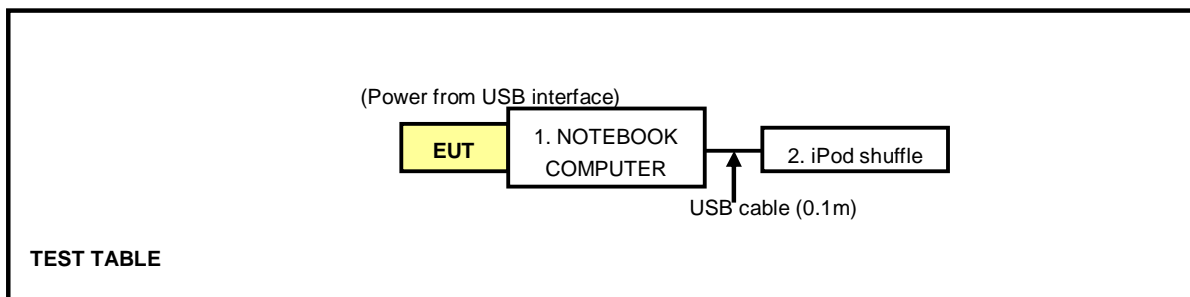 (Power from USB interface)
EUT
1. NOTEBOOK
COMPUTER
2. iPod shuffle
USB cable (0.1m)
TEST TABLE